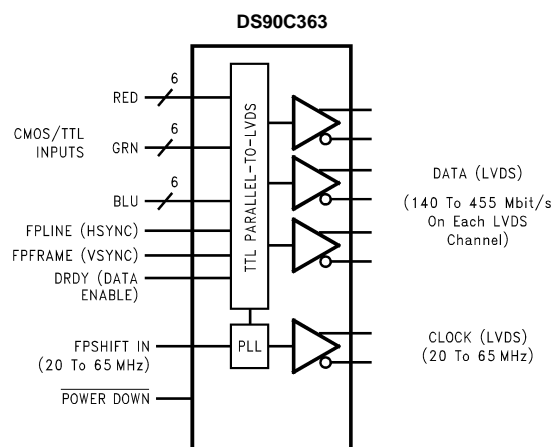 DS90C363
RED
6
CMOS/TTL
INPUTS
GRN
6
BLU
6
FPLINE (HSYNC)
FPFRAME (VSYNC)
DRDY (DATA
ENABLE)
FPSHIFT IN
(20 To 65 MHz)
POWER DOWN
TTL PARALLEL-TO-LVDS
PLL
DATA (LVDS)
(140 To 455 Mbit/s
On Each LVDS
Channel)
CLOCK (LVDS)
(20 To 65 MHz)